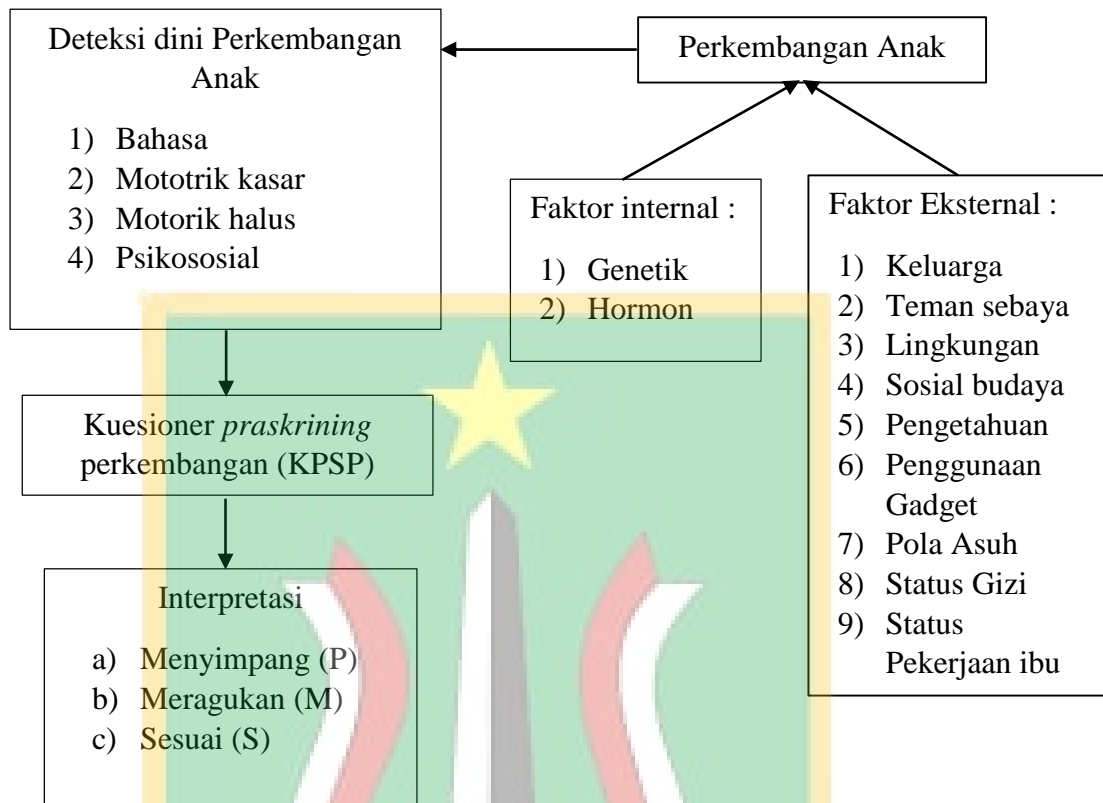 Deteksi dini Perkembangan
Anak
1) Bahasa
2) Mototrik kasar
3) Motorik halus
4) Psikososial
Perkembangan Anak
Faktor internal :
1) Genetik
2) Hormon
Faktor Eksternal :
1) Keluarga
2) Teman sebaya
3) Lingkungan
4) Sosial budaya
5) Pengetahuan
6) Penggunaan
Gadget
7) Pola Asuh
8) Status Gizi
9) Status
Pekerjaan ibu
Kuesioner praskrining
perkembangan (KPSP)
Interpretasi
a) Menyimpang (P)
b) Meragukan (M)
c) Sesuai (S)